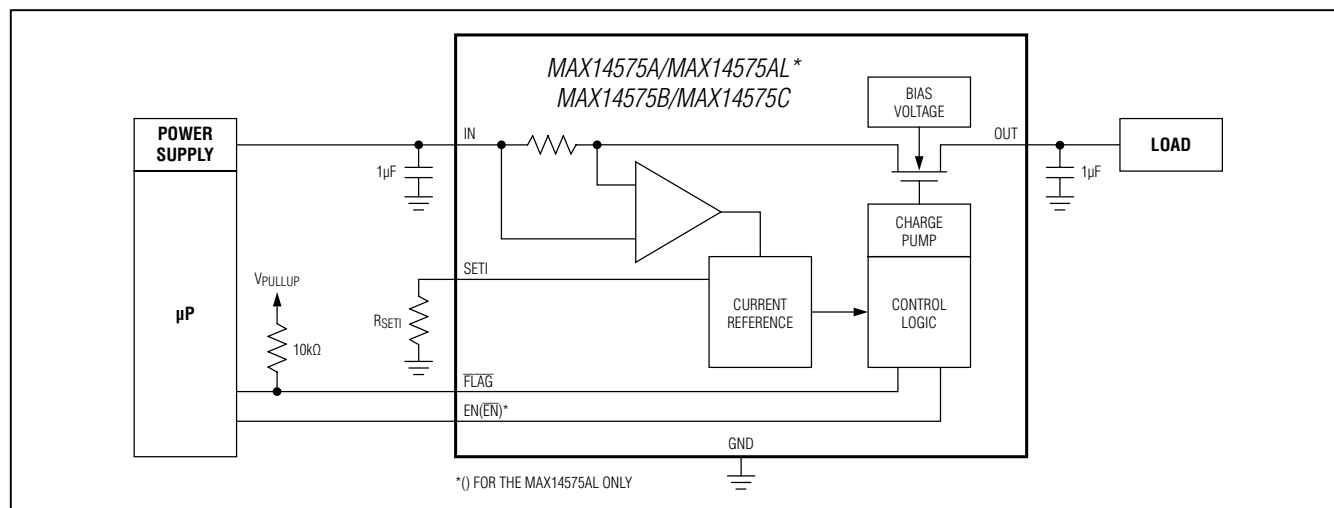 MAX14575A/MAX14575AL*
MAX14575B/MAX14575C
BIAS
VOLTAGE
POWER
SUPPLY
IN
OUT
LOAD
1µF
1µF
CHARGE
PUMP
SETI
VPULLUP
µP
RSETI
CURRENT
REFERENCE
CONTROL
LOGIC
10kΩ
FLAG
EN(EN)*
GND
*() FOR THE MAX14575AL ONLY